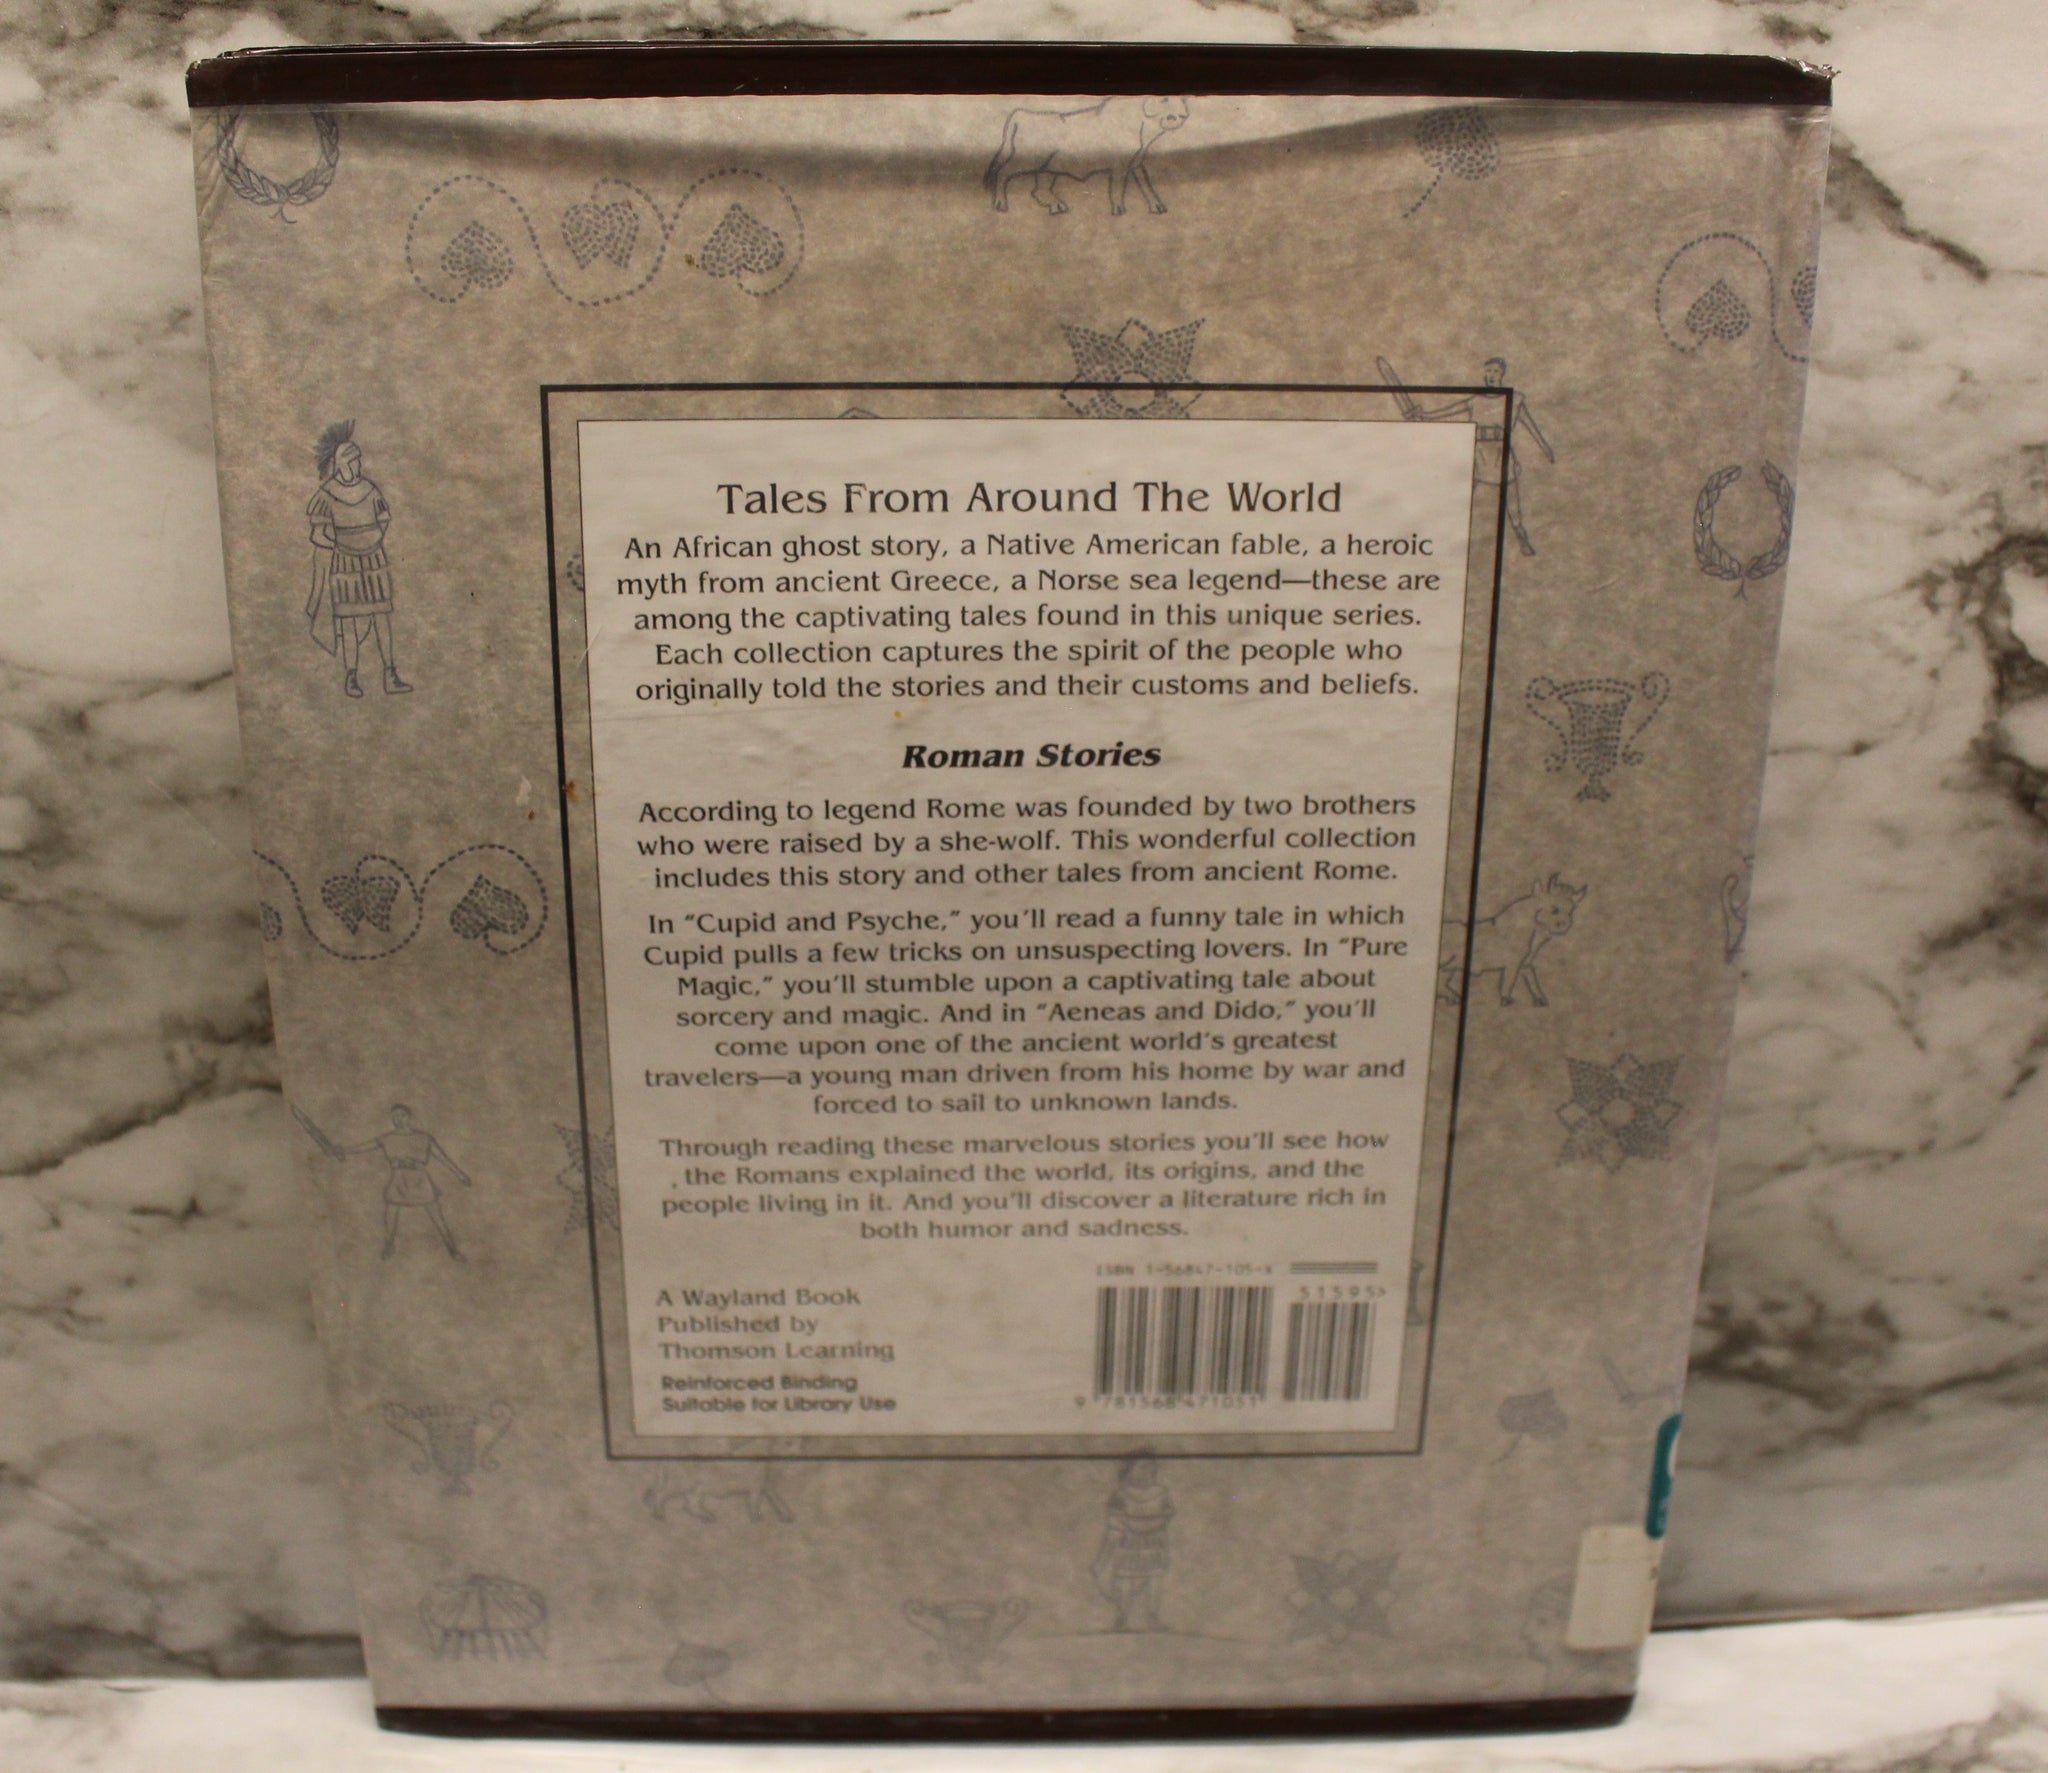 Tales From Around The World
An African ghost story, a Native American fable, a heroic
myth from ancient Greece, a Norse sea legend—these are
among the captivating tales found in this unique series.
Each collection captures the spirit of the people who
originally told the stories and their customs and beliefs.
Roman Stories
According to legend Rome was founded by two brothers
who were raised by a she-wolf. This wonderful collection
includes this story and other tales from ancient Rome.
In "Cupid and Psyche," you'll read a funny tale in which
Cupid pulls a few tricks on unsuspecting lovers. In "Pure
Magic," you'll stumble upon a captivating tale about
sorcery and magic. And in "Aeneas and Dido," you'll
come upon one of the ancient world's greatest
travelers—a young man driven from his home by war and
forced to sail to unknown lands.
Through reading these marvelous stories you'll see how
the Romans explained the world, its origins, and the
people living in it. And you'll discover a literature rich in
both humor and sadness.
A Wayland Book
Published by
Thomson Learning
Reinforced Binding
Suitable for Library Use
ISBN 1-56847-105-x
51595>
9 781568 471051